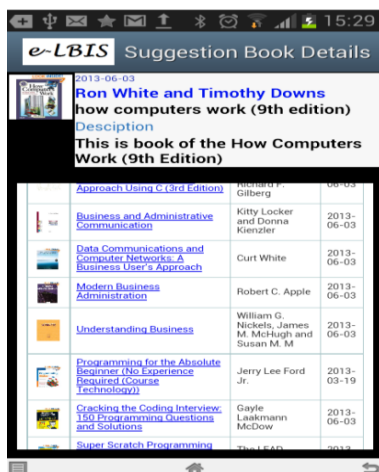 15:29
e-LBIS Suggestion Book Details
2013-06-03
Ron White and Timothy Downs
how computers work (9th edition)
Desciption
This is book of the How Computers
Work (9th Edition)
How
Computers
Work
Approach Using C (3rd Edition)
Richard F.
Gilberg
06-03
Business and Administrative
Communication
Kitty Locker
and Donna
Kienzler
2013-
06-03
Data Communications and
Computer Networks: A
Business User's Approach
Curt White
2013-
06-03
Modern Business
Administration
Robert C. Apple
2013-
06-03
Understanding Business
William G.
Nickels, James
M. McHugh and
Susan M. M
2013-
06-03
Programming for the Absolute
Beginner (No Experience
Required (Course
Technology))
Jerry Lee Ford
Jr.
2013-
03-19
Cracking the Coding Interview:
150 Programming Questions
and Solutions
Gayle
Laakmann
McDow
2013-
06-03
Super Scratch Programming
The LEAD
2013